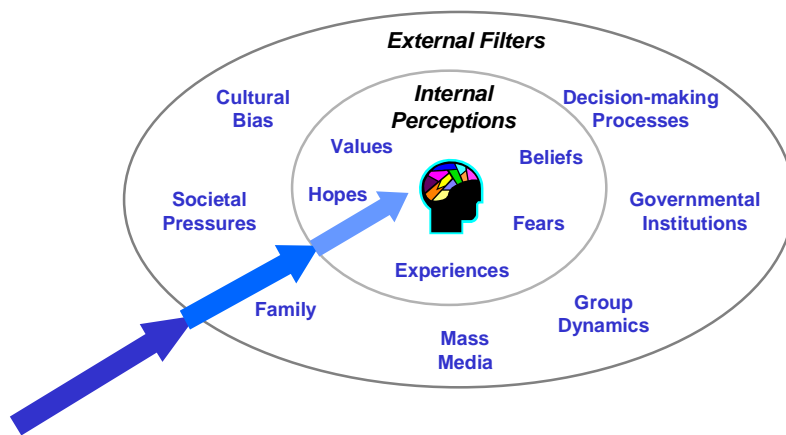 External Filters
Cultural
Bias
Internal
Perceptions
Decision-making
Processes
Values
Beliefs
Societal
Pressures
Hopes
Governmental
Institutions
Fears
Experiences
Family
Group
Dynamics
Mass
Media